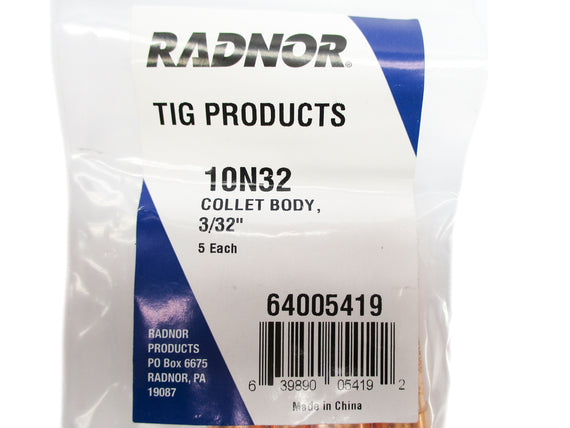 RADNOR®
TIG PRODUCTS
10N32
COLLET BODY,
3/32"
5 Each
64005419
RADNOR
PRODUCTS
PO Box 6675
RADNOR, PA
19087
6 39890 05419 2
Made in China